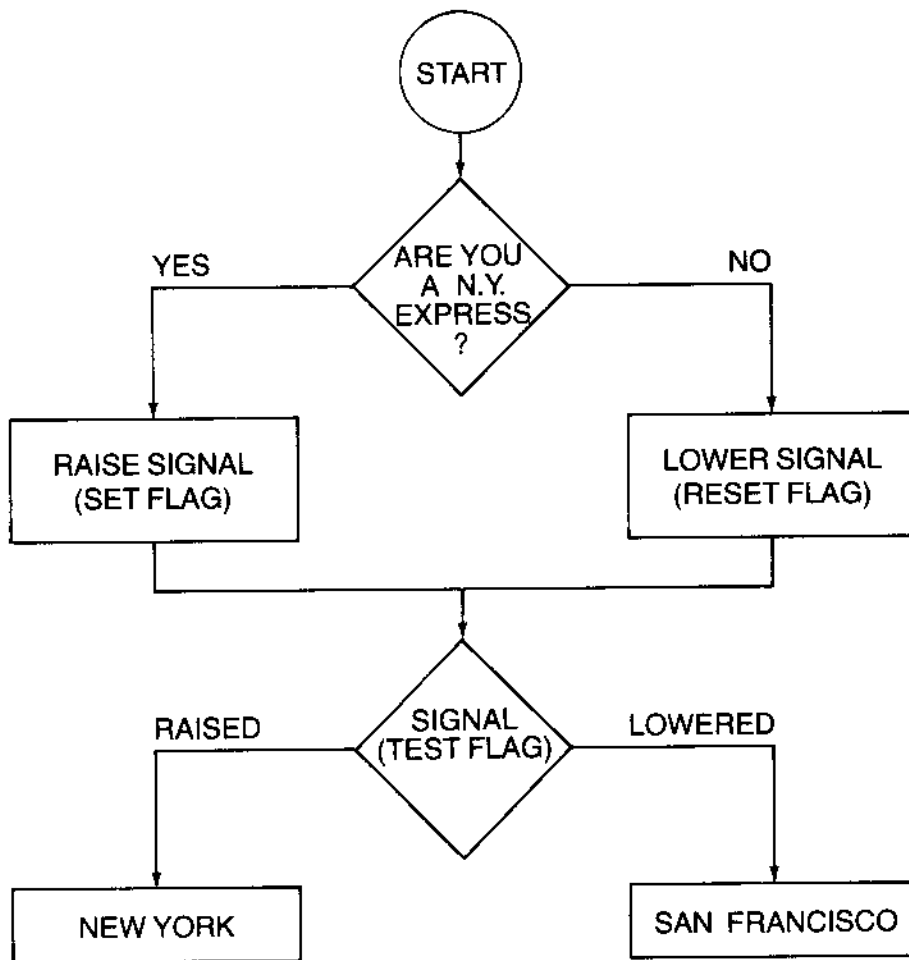 START
ARE YOU
A N.Y.
EXPRESS
?
YES
NO
RAISE SIGNAL
(SET FLAG)
LOWER SIGNAL
(RESET FLAG)
SIGNAL
(TEST FLAG)
RAISED
LOWERED
NEW YORK
SAN FRANCISCO